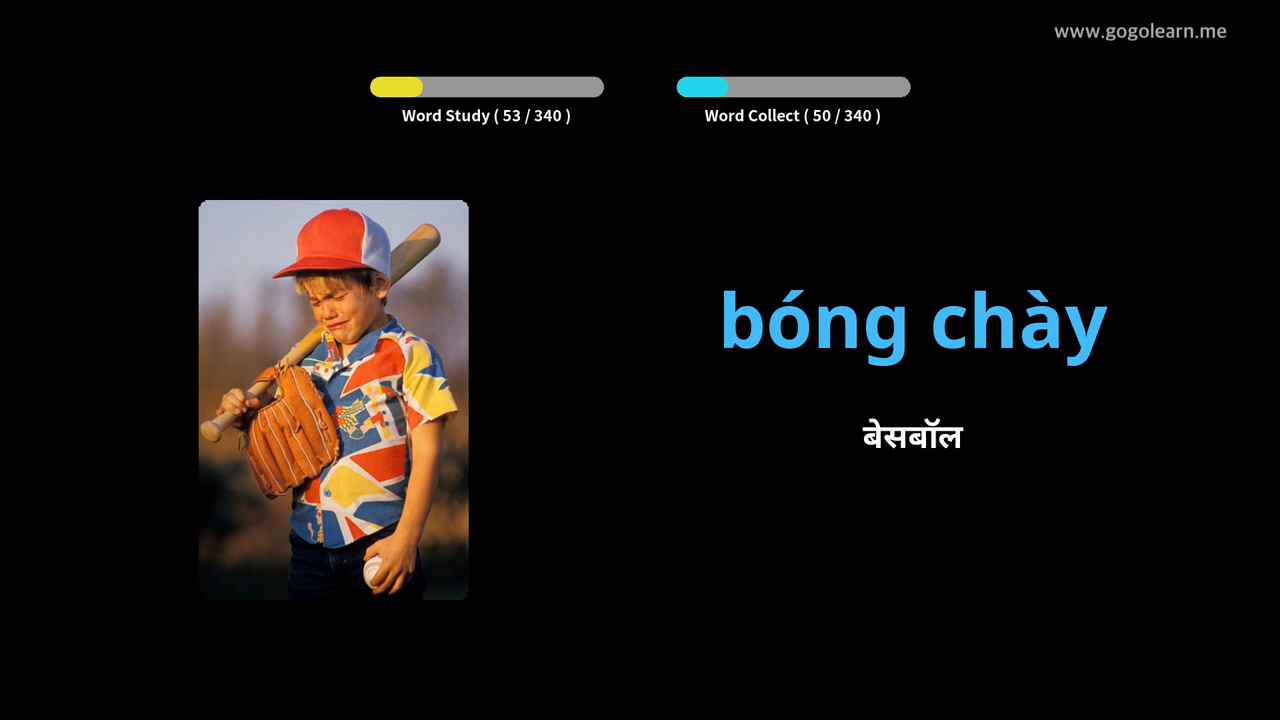 www.gogolearn.me
Word Study ( 53 / 340 )
Word Collect ( 50 / 340 )
bóng chày
बेसबॉल